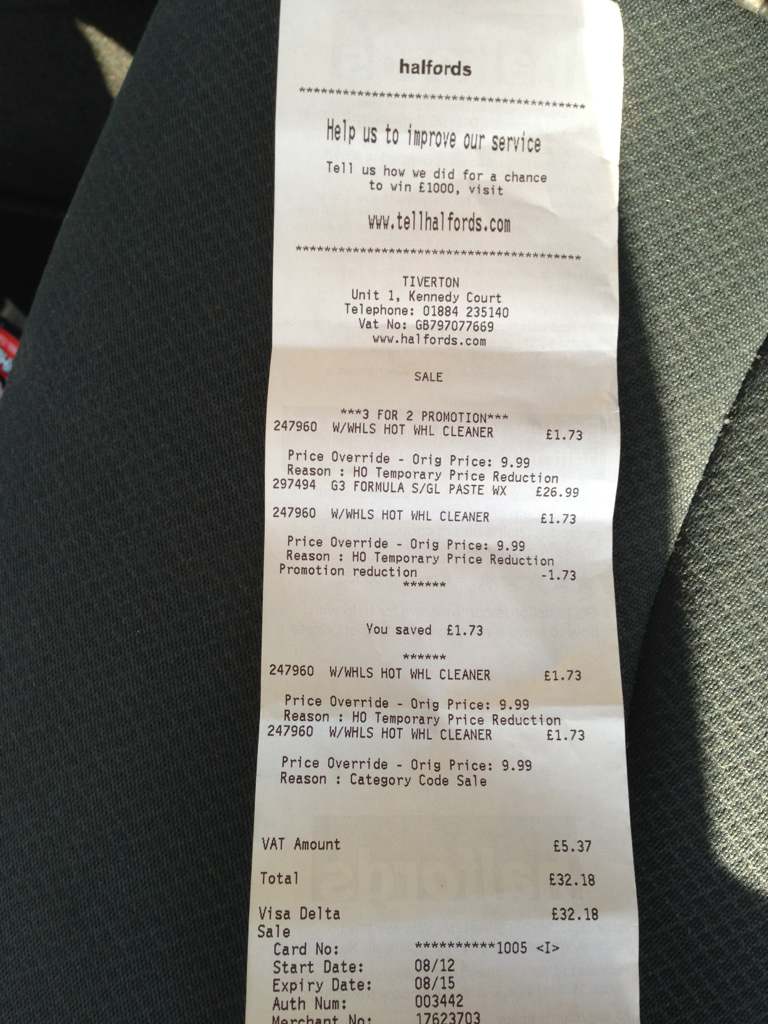 halfords
****************************************
Help us to improve our service
Tell us how we did for a chance
to win £1000, visit
www.tellhalfords.com
****************************************
TIVERTON
Unit 1, Kennedy Court
Telephone: 01884 235140
Vat No: GB797077669
www.halfords.com
SALE
***3 FOR 2 PROMOTION***
247960 W/WHLS HOT WHL CLEANER £1.73
Price Override - Orig Price: 9.99
Reason : HO Temporary Price Reduction
297494 G3 FORMULA S/GL PASTE WX £26.99
247960 W/WHLS HOT WHL CLEANER £1.73
Price Override - Orig Price: 9.99
Reason : HO Temporary Price Reduction
Promotion reduction -1.73
******
You saved £1.73
******
247960 W/WHLS HOT WHL CLEANER £1.73
Price Override - Orig Price: 9.99
Reason : HO Temporary Price Reduction
247960 W/WHLS HOT WHL CLEANER £1.73
Price Override - Orig Price: 9.99
Reason : Category Code Sale
VAT Amount £5.37
Total £32.18
Visa Delta £32.18
Sale
Card No: **********1005 <I>
Start Date: 08/12
Expiry Date: 08/15
Auth Num: 003442
Merchant No: 17623703